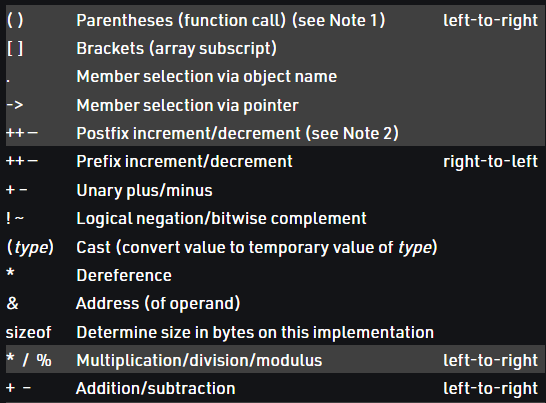 ( ) Parentheses (function call) (see Note 1) left-to-right
[ ] Brackets (array subscript)
. Member selection via object name
-> Member selection via pointer
++ — Postfix increment/decrement (see Note 2)
++ — Prefix increment/decrement right-to-left
+ - Unary plus/minus
! ~ Logical negation/bitwise complement
(type) Cast (convert value to temporary value of type)
* Dereference
& Address (of operand)
sizeof Determine size in bytes on this implementation
* / % Multiplication/division/modulus left-to-right
+ - Addition/subtraction left-to-right